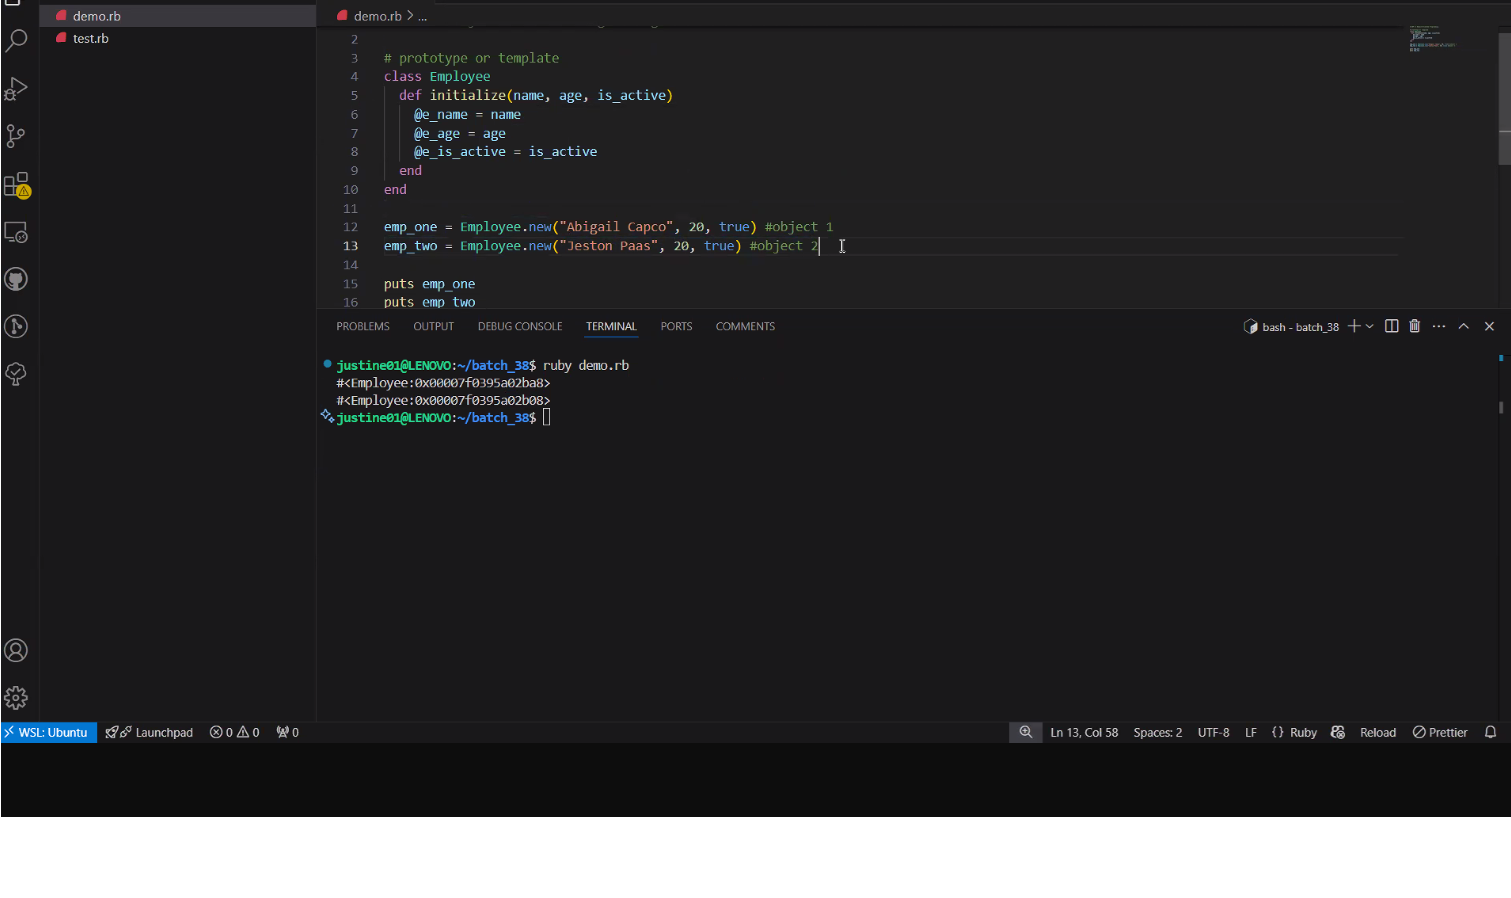 demo.rb
test.rb
demo.rb > ...
2
3 # prototype or template
4 class Employee
5 def initialize(name, age, is_active)
6 @e_name = name
7 @e_age = age
8 @e_is_active = is_active
9 end
10 end
11
12 emp_one = Employee.new("Abigail Capco", 20, true) #object 1
13 emp_two = Employee.new("Jeston Paas", 20, true) #object 2
14
15 puts emp_one
16 puts emp_two
PROBLEMS OUTPUT DEBUG CONSOLE TERMINAL PORTS COMMENTS bash - batch_38
justine01@LENOVO:~/batch_38$ ruby demo.rb
#<Employee:0x00007f0395a02ba8>
#<Employee:0x00007f0395a02b08>
justine01@LENOVO:~/batch_38$
WSL: Ubuntu Launchpad 0 0 0 Ln 13, Col 58 Spaces: 2 UTF-8 LF {} Ruby Reload Prettier